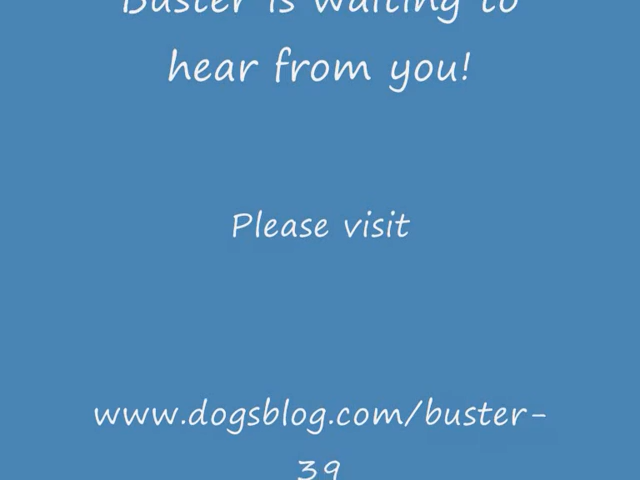 Buster is waiting to
hear from you!
Please visit
www.dogsblog.com/buster-
39